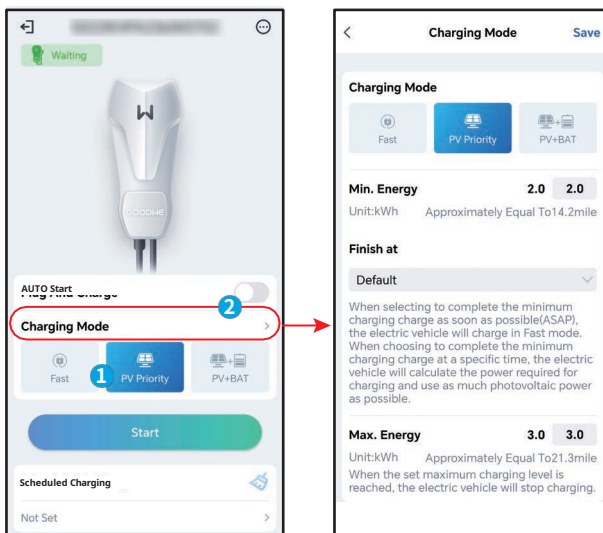 Waiting
GOODWE
AUTO Start
Plug And Charge
2
Charging Mode
Fast
1
PV Priority
PV+BAT
Start
Scheduled Charging
Not Set
Charging Mode
Save
Charging Mode
Fast
PV Priority
PV+BAT
Min. Energy 2.0 2.0
Unit:kWh Approximately Equal To14.2mile
Finish at
Default
When selecting to complete the minimum
charging charge as soon as possible(ASAP),
the electric vehicle will charge in Fast mode.
When choosing to complete the minimum
charging charge at a specific time, the electric
vehicle will calculate the power required for
charging and use as much photovoltaic power
as possible.
Max. Energy 3.0 3.0
Unit:kWh Approximately Equal To21.3mile
When the set maximum charging level is
reached, the electric vehicle will stop charging.